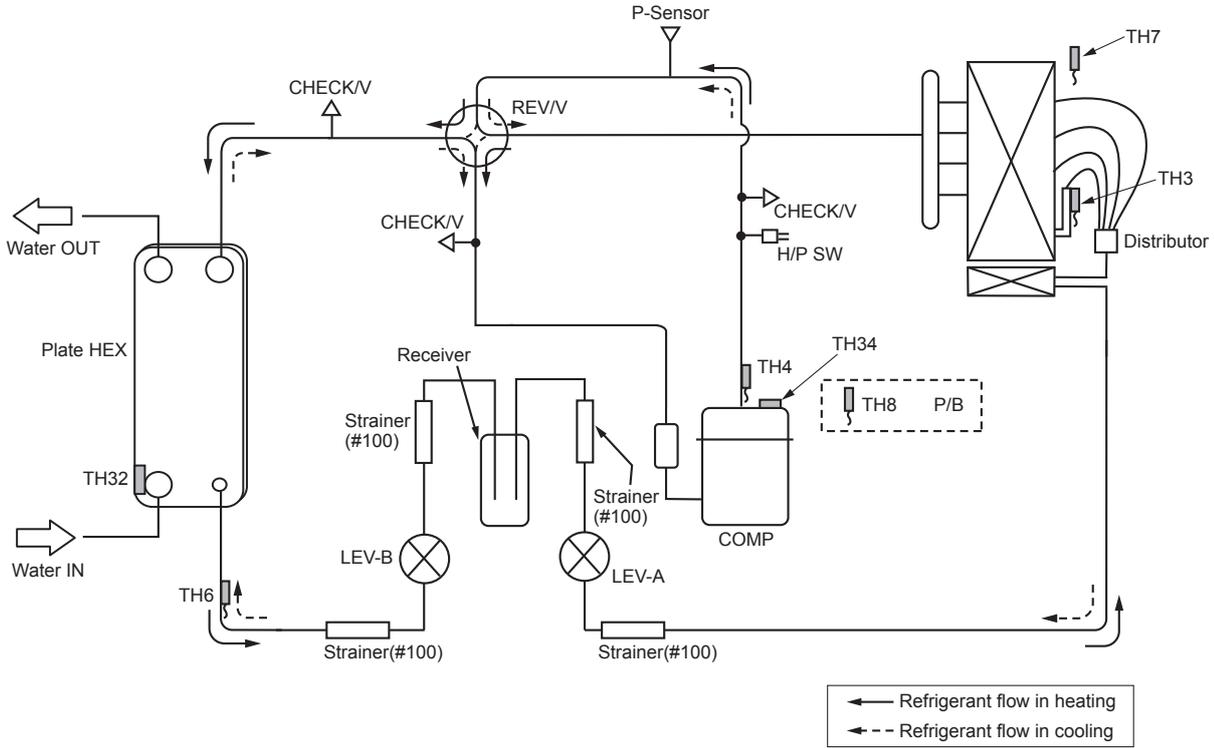 P-Sensor
TH7
CHECK/V
REV/V
TH3
CHECK/V
CHECK/V
Water OUT
Distributor
H/P SW
Plate HEX
Receiver
TH34
TH4
Strainer
(#100)
TH8 P/B
TH32
Strainer
(#100)
COMP
LEV-B
Water IN
LEV-A
TH6
Strainer(#100)
Strainer(#100)
Refrigerant flow in heating
Refrigerant flow in cooling